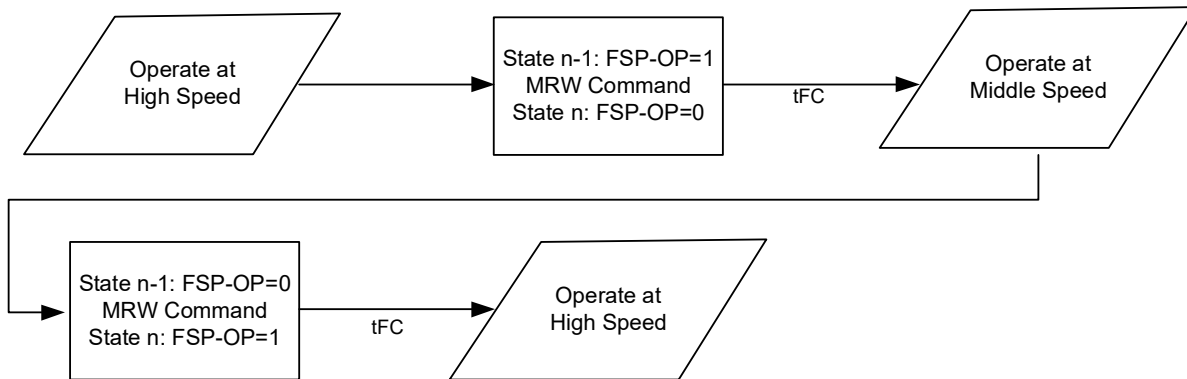 Operate at
High Speed
State n-1: FSP-OP=1
MRW Command
State n: FSP-OP=0
tFC
Operate at
Middle Speed
State n-1: FSP-OP=0
MRW Command
State n: FSP-OP=1
tFC
Operate at
High Speed